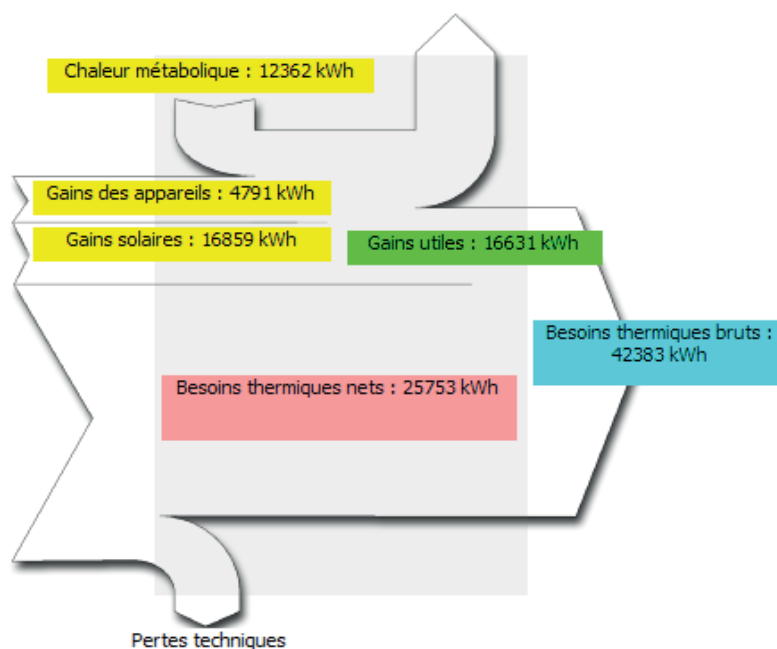 Chaleur métabolique : 12362 kWh
Gains des appareils : 4791 kWh
Gains solaires : 16859 kWh
Gains utiles : 16631 kWh
Besoins thermiques bruts :
42383 kWh
Besoins thermiques nets : 25753 kWh
Pertes techniques